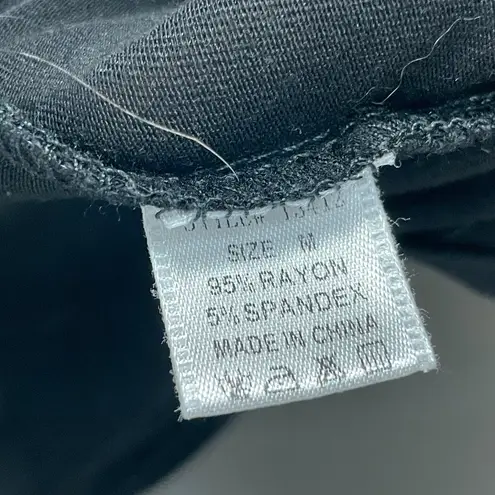 SIZE M
95% RAYON
5% SPANDEX
MADE IN CHINA